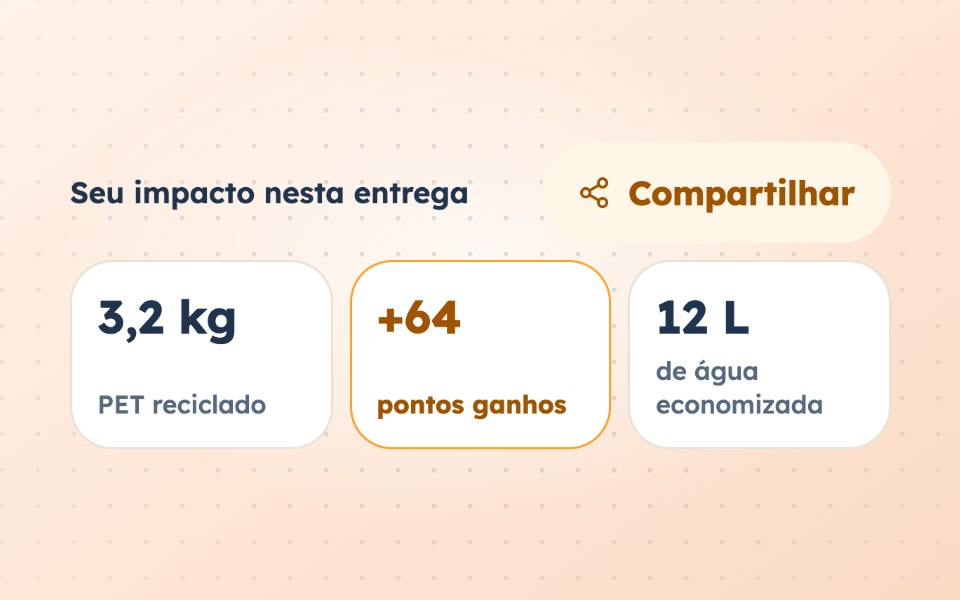 Seu impacto nesta entrega
Compartilhar
3,2 kg
PET reciclado
+64
pontos ganhos
12 L
de água
economizada